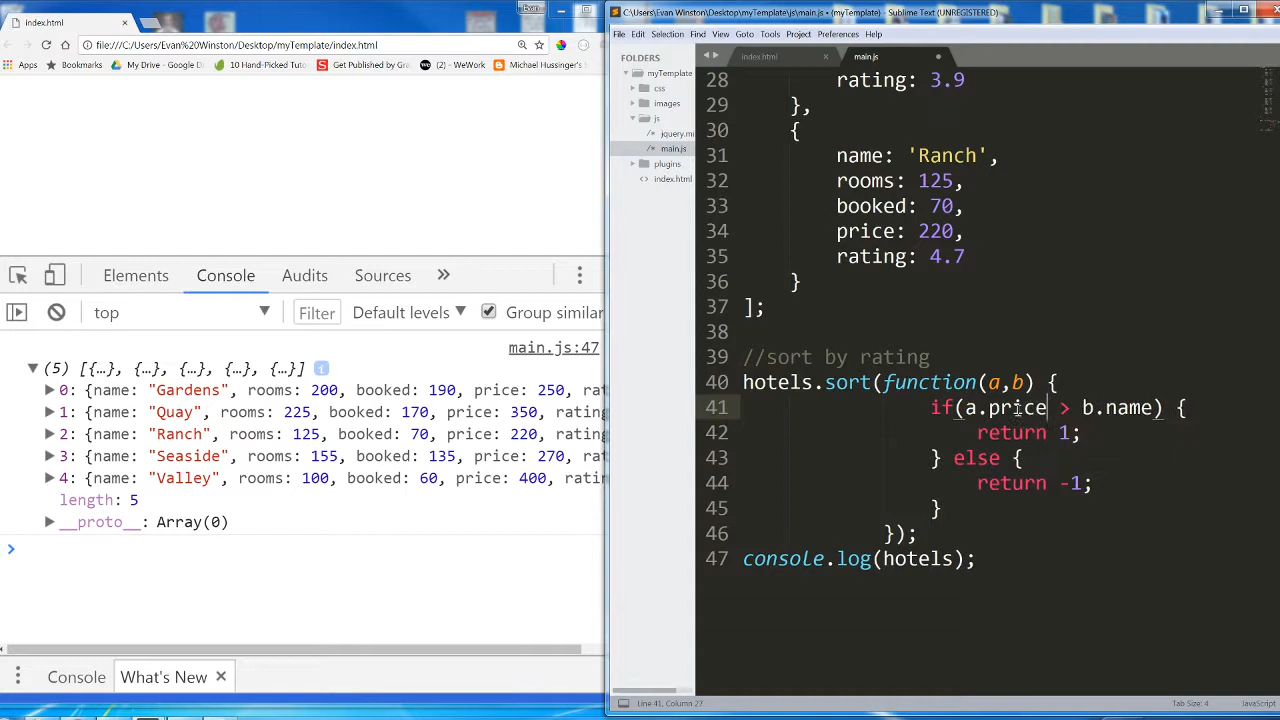 index.html
Evan
file:///C:/Users/Evan%20Winston/Desktop/myTemplate/index.html
Apps
Bookmarks
My Drive - Google D
10 Hand-Picked Tuto
Get Published by Gra
(2) - WeWork
Michael Hussinger's
Elements
Console
Audits
Sources
top
Filter
Default levels
Group similar
main.js:47
(5) [{…}, {…}, {…}, {…}, {…}]
0: {name: "Gardens", rooms: 200, booked: 190, price: 250, rat
1: {name: "Quay", rooms: 225, booked: 170, price: 350, rating
2: {name: "Ranch", rooms: 125, booked: 70, price: 220, rating
3: {name: "Seaside", rooms: 155, booked: 135, price: 270, rat
4: {name: "Valley", rooms: 100, booked: 60, price: 400, ratin
length: 5
__proto__: Array(0)
Console
What's New
C:\Users\Evan Winston\Desktop\myTemplate\js\main.js • - Sublime Text (UNREGISTERED)
File Edit Selection Find View Goto Tools Project Preferences Help
FOLDERS
myTemplate
css
images
js
jquery.mi
main.js
plugins
index.html
index.html
main.js
28 rating: 3.9
29 },
30 {
31 name: 'Ranch',
32 rooms: 125,
33 booked: 70,
34 price: 220,
35 rating: 4.7
36 }
37 ];
38
39 //sort by rating
40 hotels.sort(function(a,b) {
41 if(a.price > b.name) {
42 return 1;
43 } else {
44 return -1;
45 }
46 });
47 console.log(hotels);
Line 41, Column 27
Tab Size: 4
JavaScript